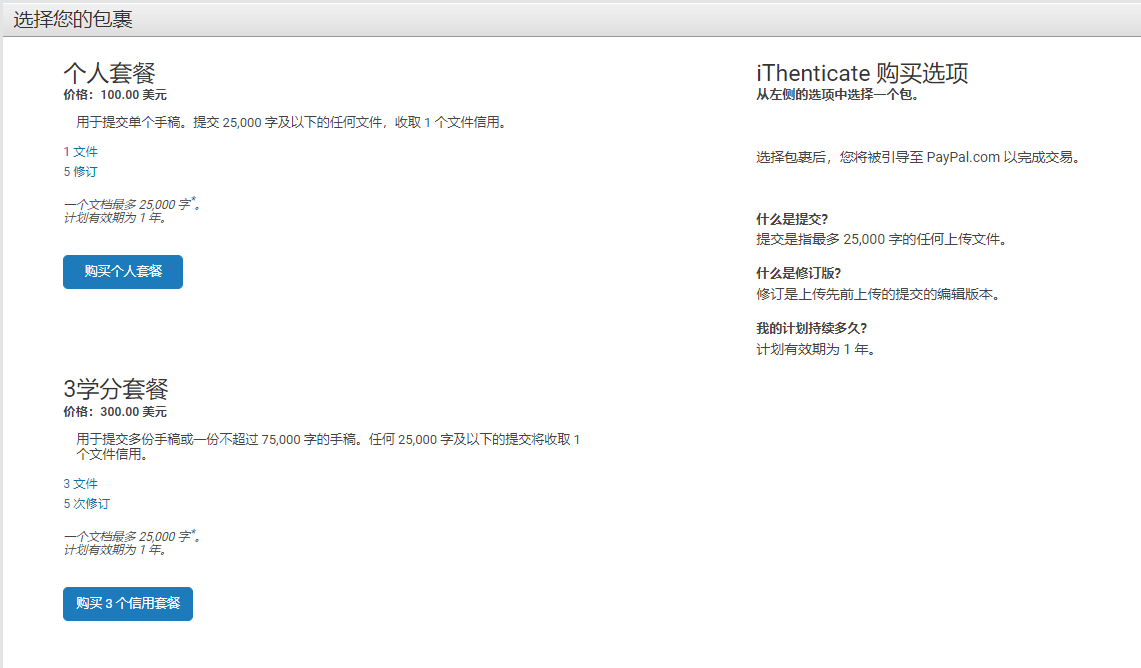 选择您的包裹
个人套餐
价格：100.00 美元
用于提交单个手稿。提交 25,000 字及以下的任何文件，收取 1 个文件信用。
1 文件
5 修订
一个文档最多 25,000 字*。
计划有效期为 1 年。
购买个人套餐
3学分套餐
价格：300.00 美元
用于提交多份手稿或一份不超过 75,000 字的手稿。任何 25,000 字及以下的提交将收取 1
个文件信用。
3 文件
5 次修订
一个文档最多 25,000 字*。
计划有效期为 1 年。
购买 3 个信用套餐
iThenticate 购买选项
从左侧的选项中选择一个包。
选择包裹后，您将被引导至 PayPal.com 以完成交易。
什么是提交？
提交是指最多 25,000 字的任何上传文件。
什么是修订版？
修订是上传先前上传的提交的编辑版本。
我的计划持续多久？
计划有效期为 1 年。